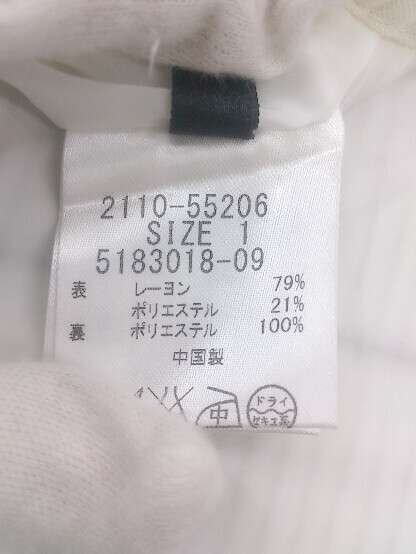 2110-55206
SIZE 1
5183018-09
表 レーヨン 79%
ポリエステル 21%
裏 ポリエステル 100%
中国製
中 ドライ
セキユ系